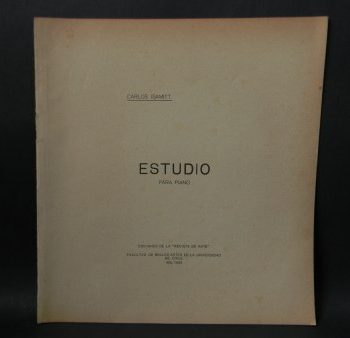 CARLOS ISAMITT
ESTUDIO
PARA PIANO
EDICIONES DE LA "REVISTA DE ARTE"
FACULTAD DE BELLAS ARTES DE LA UNIVERSIDAD
DE CHILE